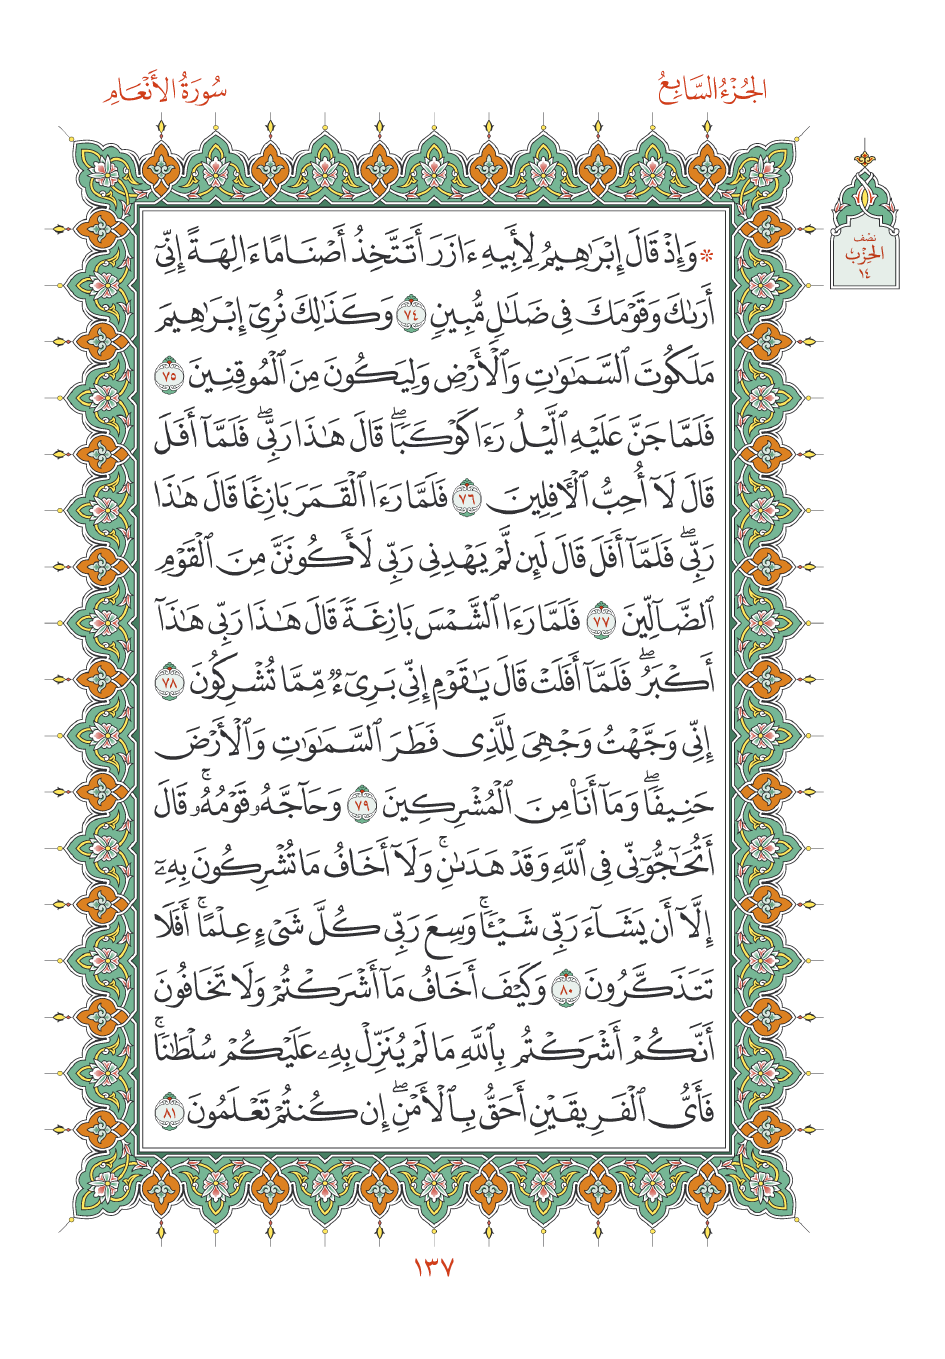 الجُزْءُ السَّابِعُ
سُورَةُ الأَنْعَامِ
نصف
الحِزْب
١٤
۞ وَإِذْ قَالَ إِبْرَٰهِيمُ لِأَبِيهِ ءَازَرَ أَتَتَّخِذُ أَصْنَامًا ءَالِهَةً إِنِّيٓ
أَرَىٰكَ وَقَوْمَكَ فِي ضَلَٰلٖ مُّبِينٖ ٧٤ وَكَذَٰلِكَ نُرِيٓ إِبْرَٰهِيمَ
مَلَكُوتَ ٱلسَّمَٰوَٰتِ وَٱلْأَرْضِ وَلِيَكُونَ مِنَ ٱلْمُوقِنِينَ ٧٥
فَلَمَّا جَنَّ عَلَيْهِ ٱلَّيْلُ رَءَا كَوْكَبٗاۖ قَالَ هَٰذَا رَبِّيۖ فَلَمَّآ أَفَلَ
قَالَ لَآ أُحِبُّ ٱلْأٓفِلِينَ ٧٦ فَلَمَّا رَءَا ٱلْقَمَرَ بَازِغٗا قَالَ هَٰذَا
رَبِّيۖ فَلَمَّآ أَفَلَ قَالَ لَئِن لَّمْ يَهْدِنِي رَبِّي لَأَكُونَنَّ مِنَ ٱلْقَوْمِ
ٱلضَّآلِّينَ ٧٧ فَلَمَّا رَءَا ٱلشَّمْسَ بَازِغَةٗ قَالَ هَٰذَا رَبِّي هَٰذَآ
أَكْبَرُۖ فَلَمَّآ أَفَلَتْ قَالَ يَٰقَوْمِ إِنِّي بَرِيٓءٞ مِّمَّا تُشْرِكُونَ ٧٨
إِنِّي وَجَّهْتُ وَجْهِيَ لِلَّذِي فَطَرَ ٱلسَّمَٰوَٰتِ وَٱلْأَرْضَ
حَنِيفٗاۖ وَمَآ أَنَا۠ مِنَ ٱلْمُشْرِكِينَ ٧٩ وَحَآجَّهُۥ قَوْمُهُۥۚ قَالَ
أَتُحَٰٓجُّوٓنِّي فِي ٱللَّهِ وَقَدْ هَدَىٰنِۚ وَلَآ أَخَافُ مَا تُشْرِكُونَ بِهِۦٓ
إِلَّآ أَن يَشَآءَ رَبِّي شَيْـٔٗاۚ وَسِعَ رَبِّي كُلَّ شَيْءٍ عِلْمًاۚ أَفَلَا
تَتَذَكَّرُونَ ٨٠ وَكَيْفَ أَخَافُ مَآ أَشْرَكْتُمْ وَلَا تَخَافُونَ
أَنَّكُمْ أَشْرَكْتُم بِٱللَّهِ مَا لَمْ يُنَزِّلْ بِهِۦ عَلَيْكُمْ سُلْطَٰنٗاۚ
فَأَيُّ ٱلْفَرِيقَيْنِ أَحَقُّ بِٱلْأَمْنِۖ إِن كُنتُمْ تَعْلَمُونَ ٨١
١٣٧